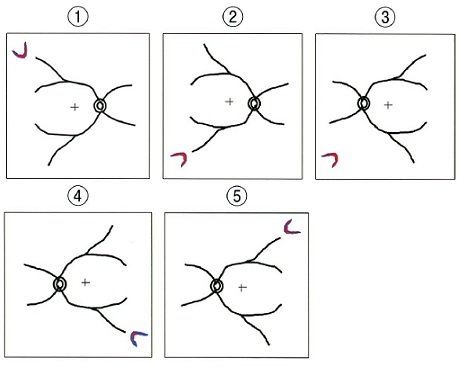 ① ② ③
④ ⑤